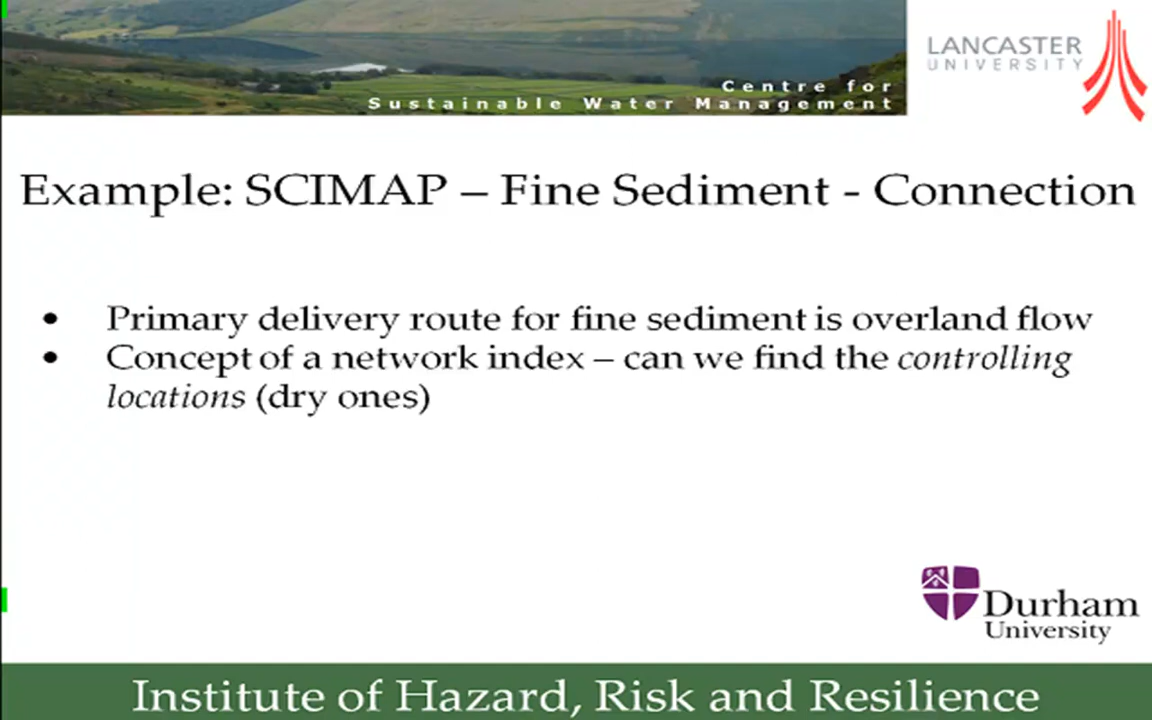 Centre for
Sustainable Water Management
LANCASTER
UNIVERSITY
Example: SCIMAP – Fine Sediment - Connection
• Primary delivery route for fine sediment is overland flow
• Concept of a network index – can we find the controlling
locations (dry ones)
Durham
University
Institute of Hazard, Risk and Resilience